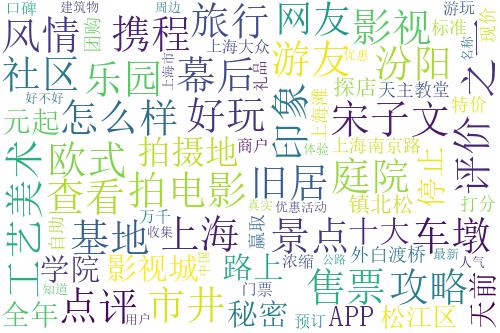 口碑
建筑物
周边
旅行
网友
影视
游玩
现价
风情
团购
携程
上海大众
标准
之一
社区
乐园
上海市
幕后
礼品
游友
优惠
汾阳
名称
好不好
探店
天主教堂
特价
元起
怎么样
好玩
印象
上海滩
宋子文
评价
美术
欧式
拍摄地
商户
体验
上海南京路
工艺
查看
拍电影
旧居
庭院
镇北松
停止
打分
自助
万千
真实
优惠活动
基地
收集
上海
赢取
景点
十大
车墩
学院
影视城
中国
路上
浓缩
外白渡桥
公路
最新
人气
知道
门票
售票
攻略
天前
全年
点评
用户
市井
秘密
预订
APP
松江区